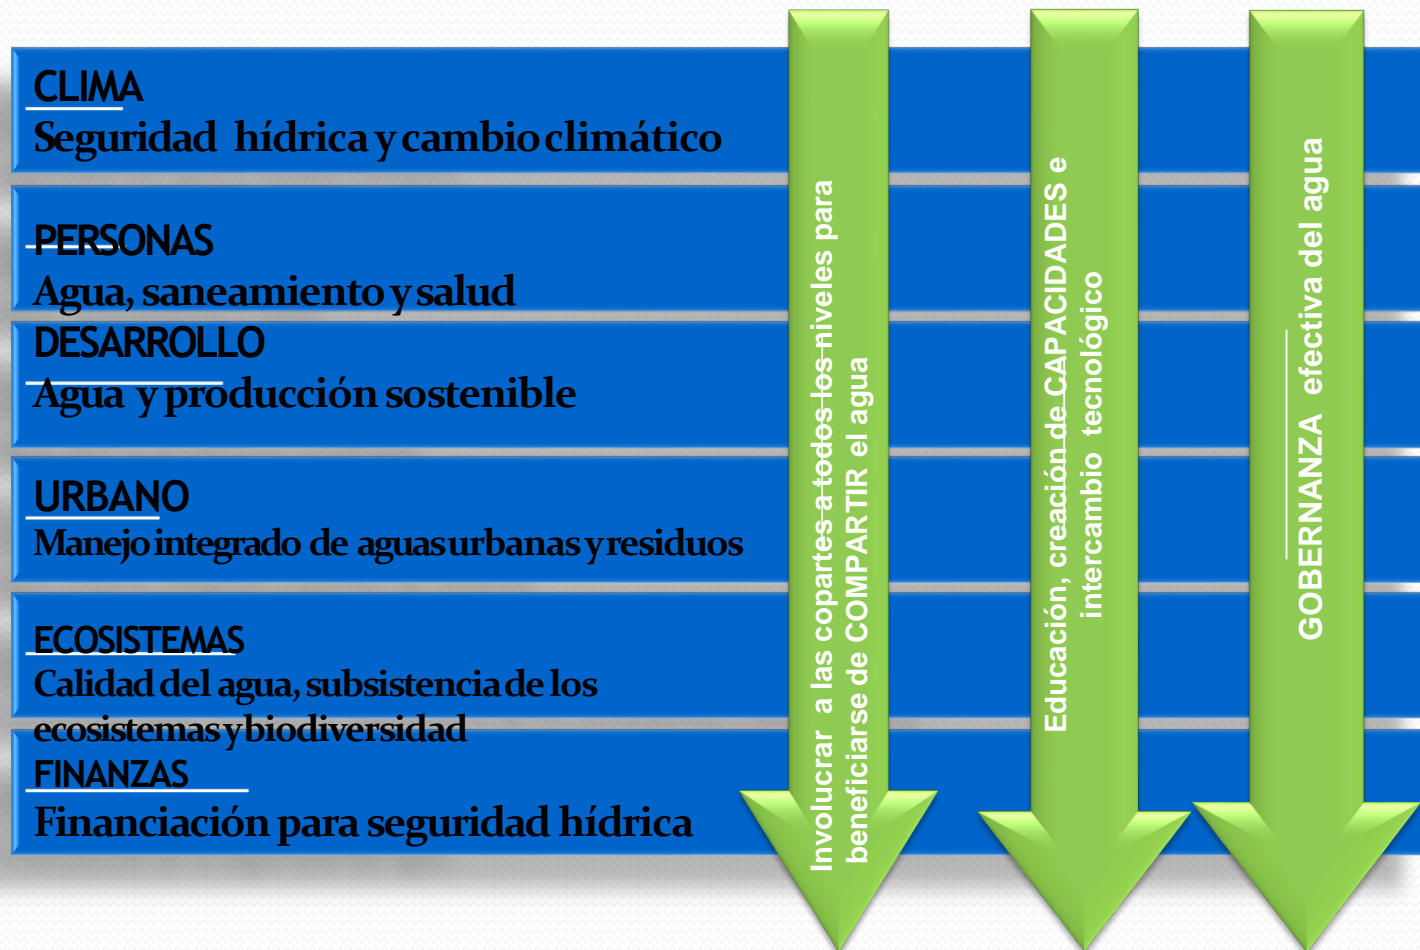 CLIMA
Seguridad hídrica y cambio climático
PERSONAS
Agua, saneamiento y salud
DESARROLLO
Agua y producción sostenible
URBANO
Manejo integrado de aguas urbanas y residuos
ECOSISTEMAS
Calidad del agua, subsistencia de los
ecosistemas y biodiversidad
FINANZAS
Financiación para seguridad hídrica
Involucrar a las copartes a todos los niveles para
beneficiarse de COMPARTIR el agua
Educación, creación de CAPACIDADES e
intercambio tecnológico
GOBERNANZA efectiva del agua